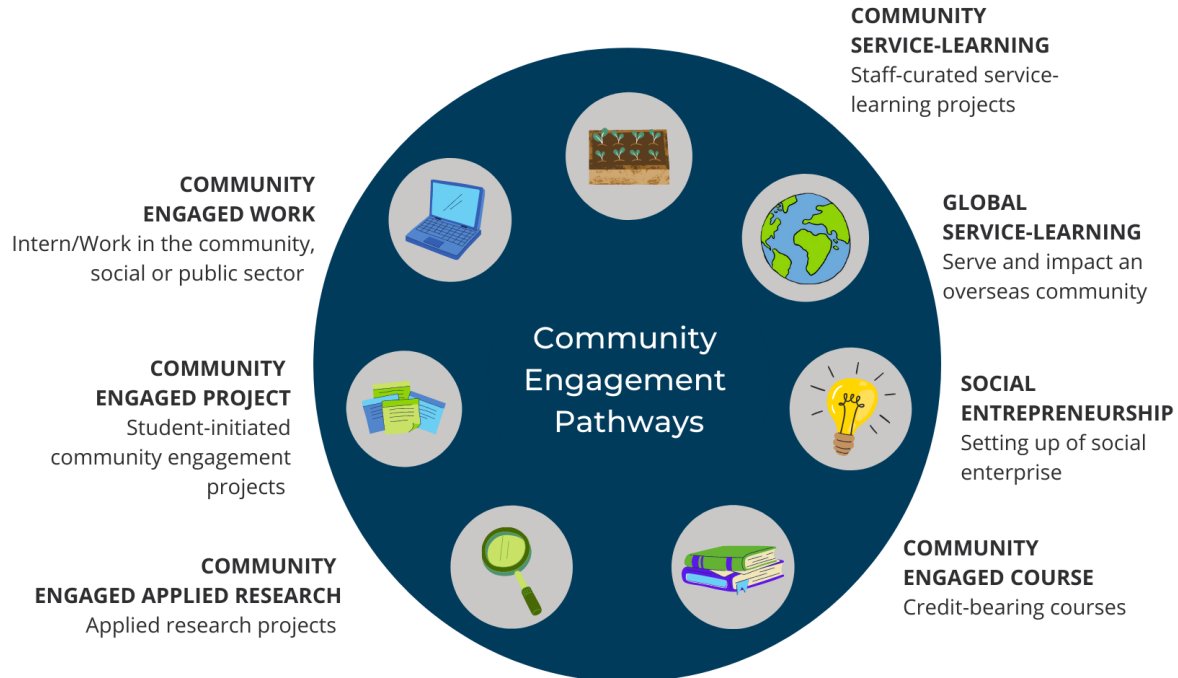 COMMUNITY
SERVICE-LEARNING
Staff-curated service-
learning projects
GLOBAL
SERVICE-LEARNING
Serve and impact an
overseas community
SOCIAL
ENTREPRENEURSHIP
Setting up of social
enterprise
COMMUNITY
ENGAGED COURSE
Credit-bearing courses
COMMUNITY
ENGAGED APPLIED RESEARCH
Applied research projects
COMMUNITY
ENGAGED PROJECT
Student-initiated
community engagement
projects
COMMUNITY
ENGAGED WORK
Intern/Work in the community,
social or public sector
Community
Engagement
Pathways